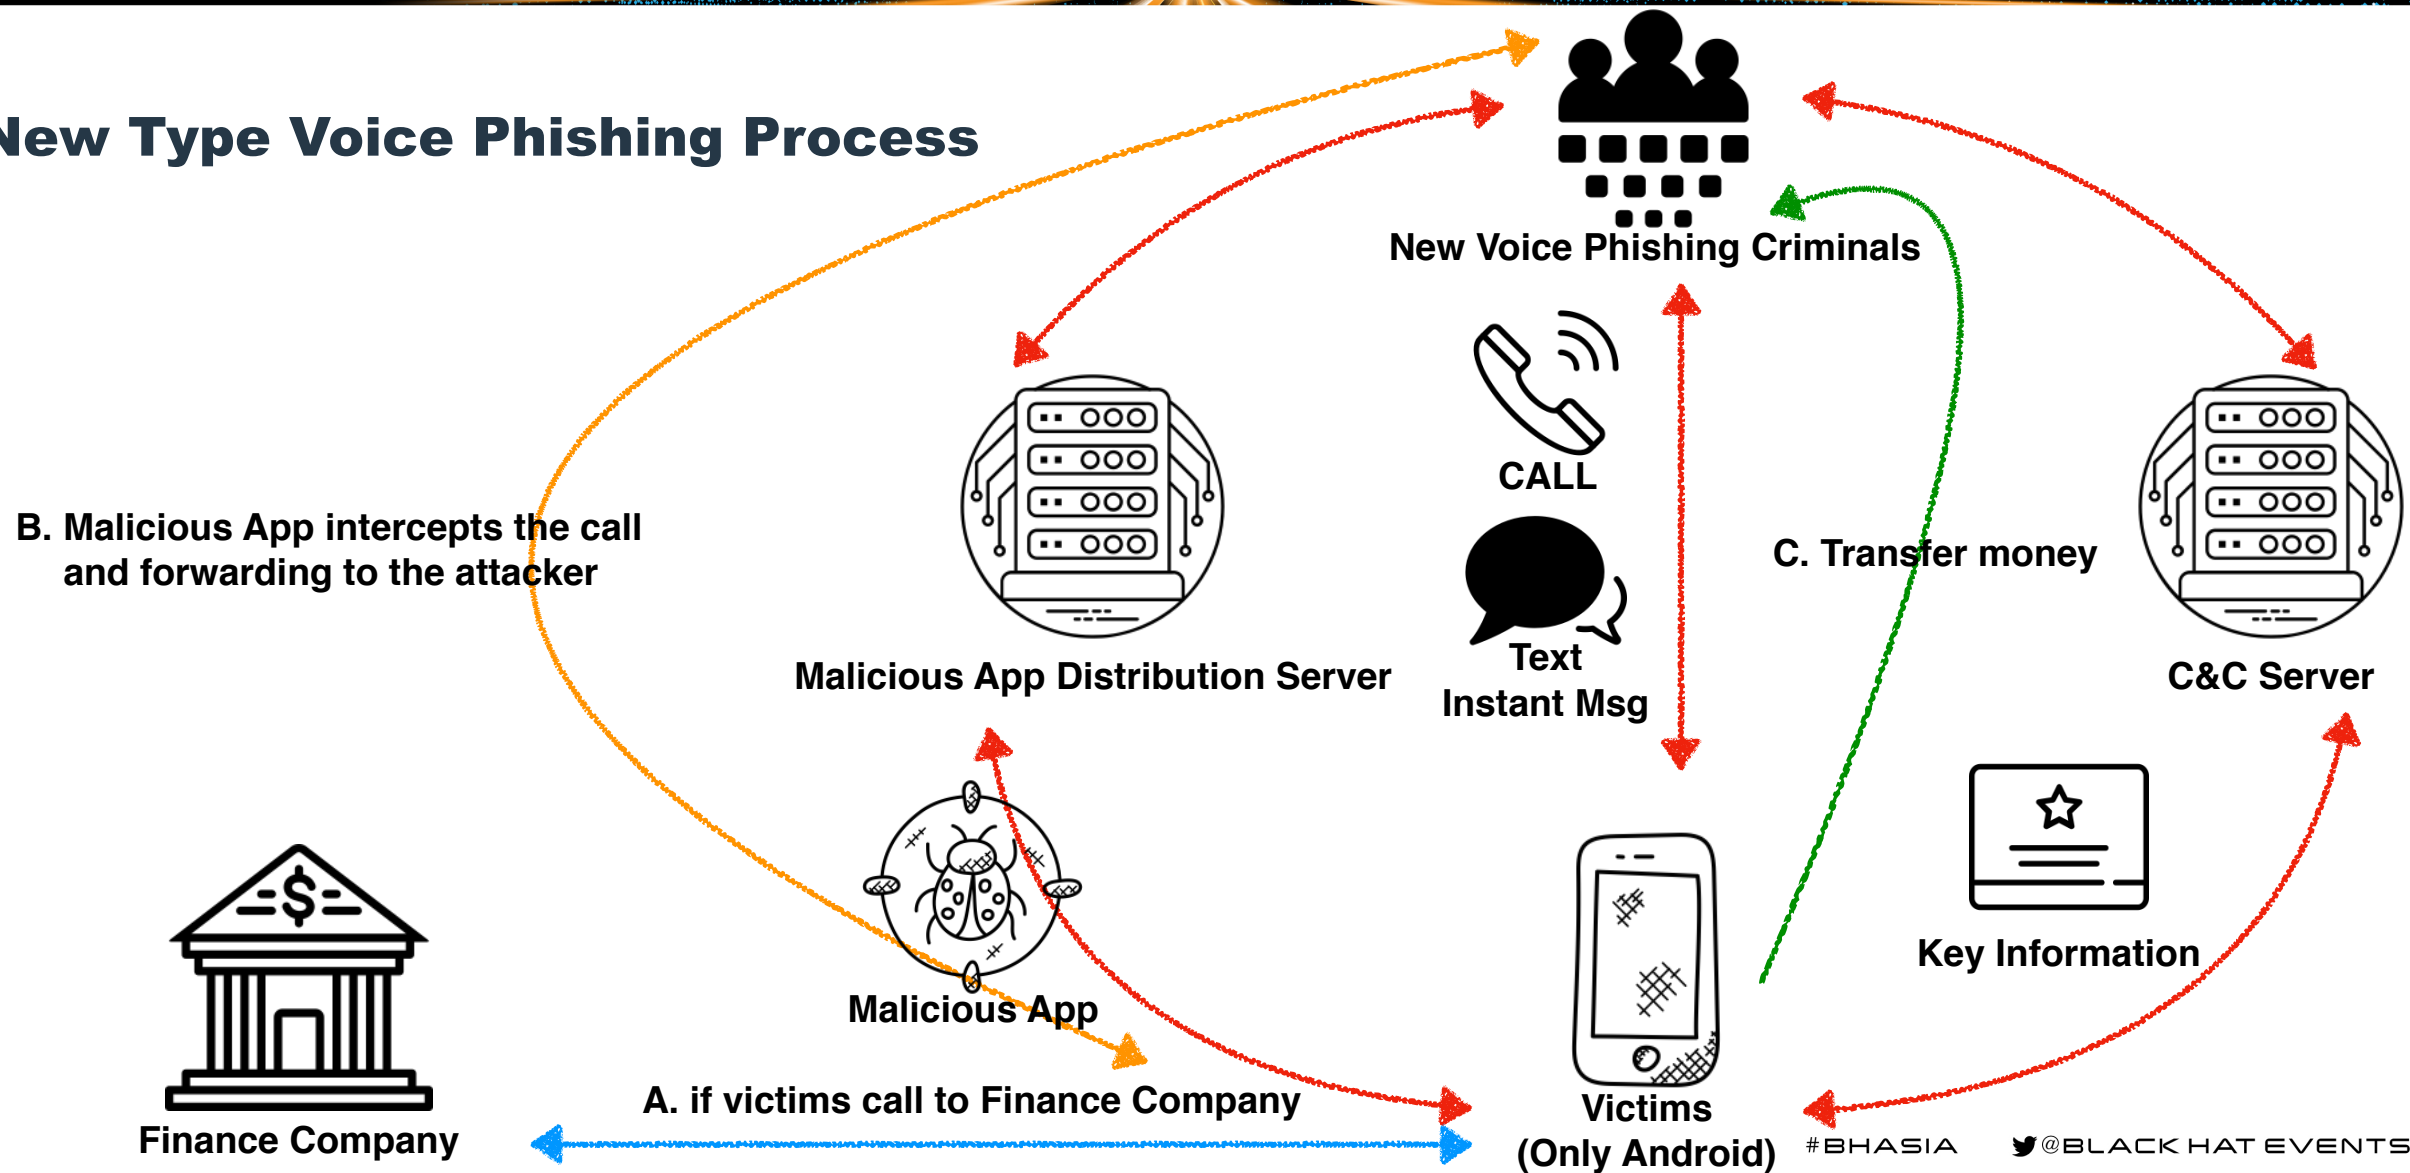 New Type Voice Phishing Process
New Voice Phishing Criminals
CALL
B. Malicious App intercepts the call
and forwarding to the attacker
C. Transfer money
Text
Instant Msg
Malicious App Distribution Server
C&C Server
Key Information
Malicious App
A. if victims call to Finance Company
Finance Company
Victims
(Only Android)
#BHASIA
@BLACK HAT EVENTS